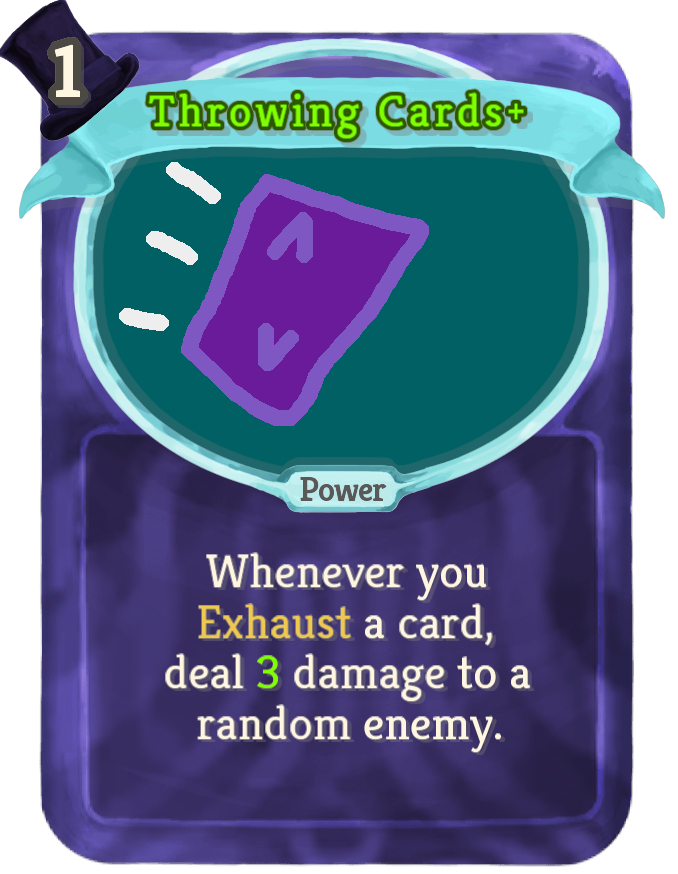 1
Throwing Cards+
Power
Whenever you
Exhaust a card,
deal 3 damage to a
random enemy.